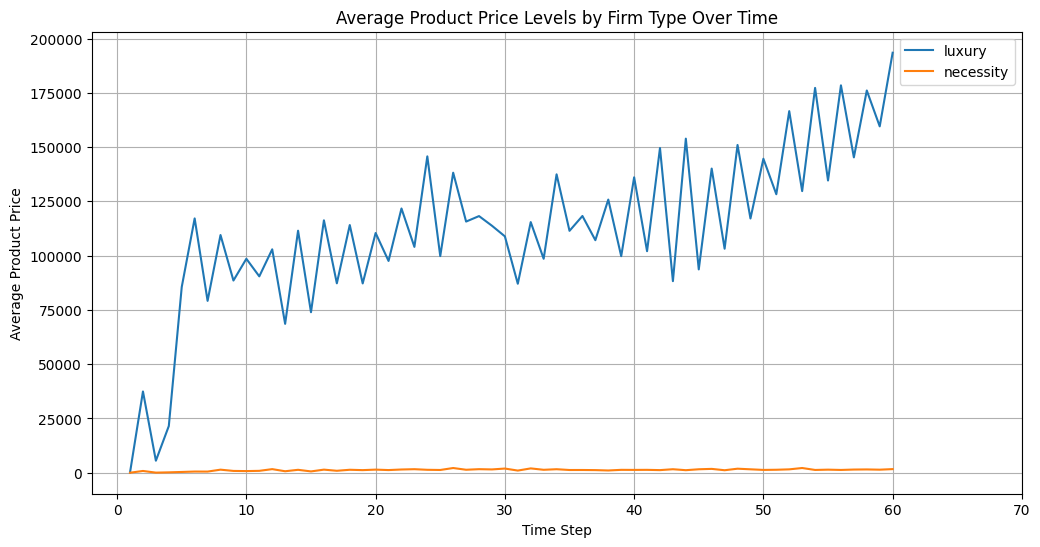 Average Product Price Levels by Firm Type Over Time
200000
175000
150000
125000
100000
75000
50000
25000
0
Average Product Price
luxury
necessity
0 10 20 30 40 50 60 70
Time Step